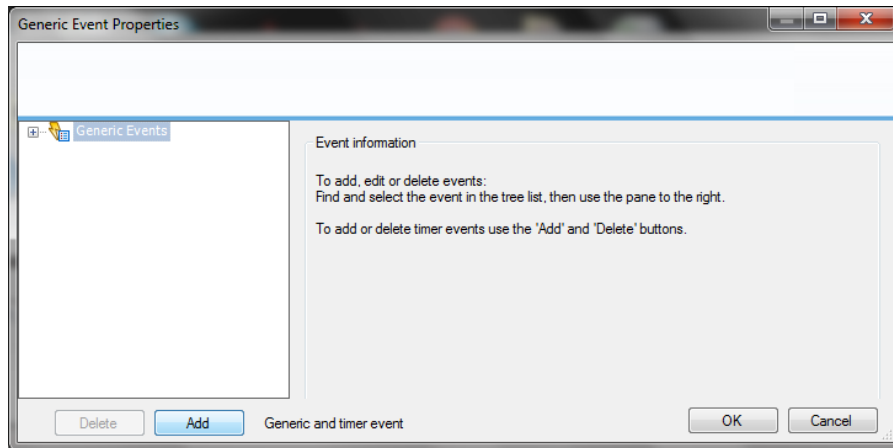 Generic Event Properties
Generic Events
Event information
To add, edit or delete events:
Find and select the event in the tree list, then use the pane to the right.
To add or delete timer events use the 'Add' and 'Delete' buttons.
Delete
Add
Generic and timer event
OK
Cancel